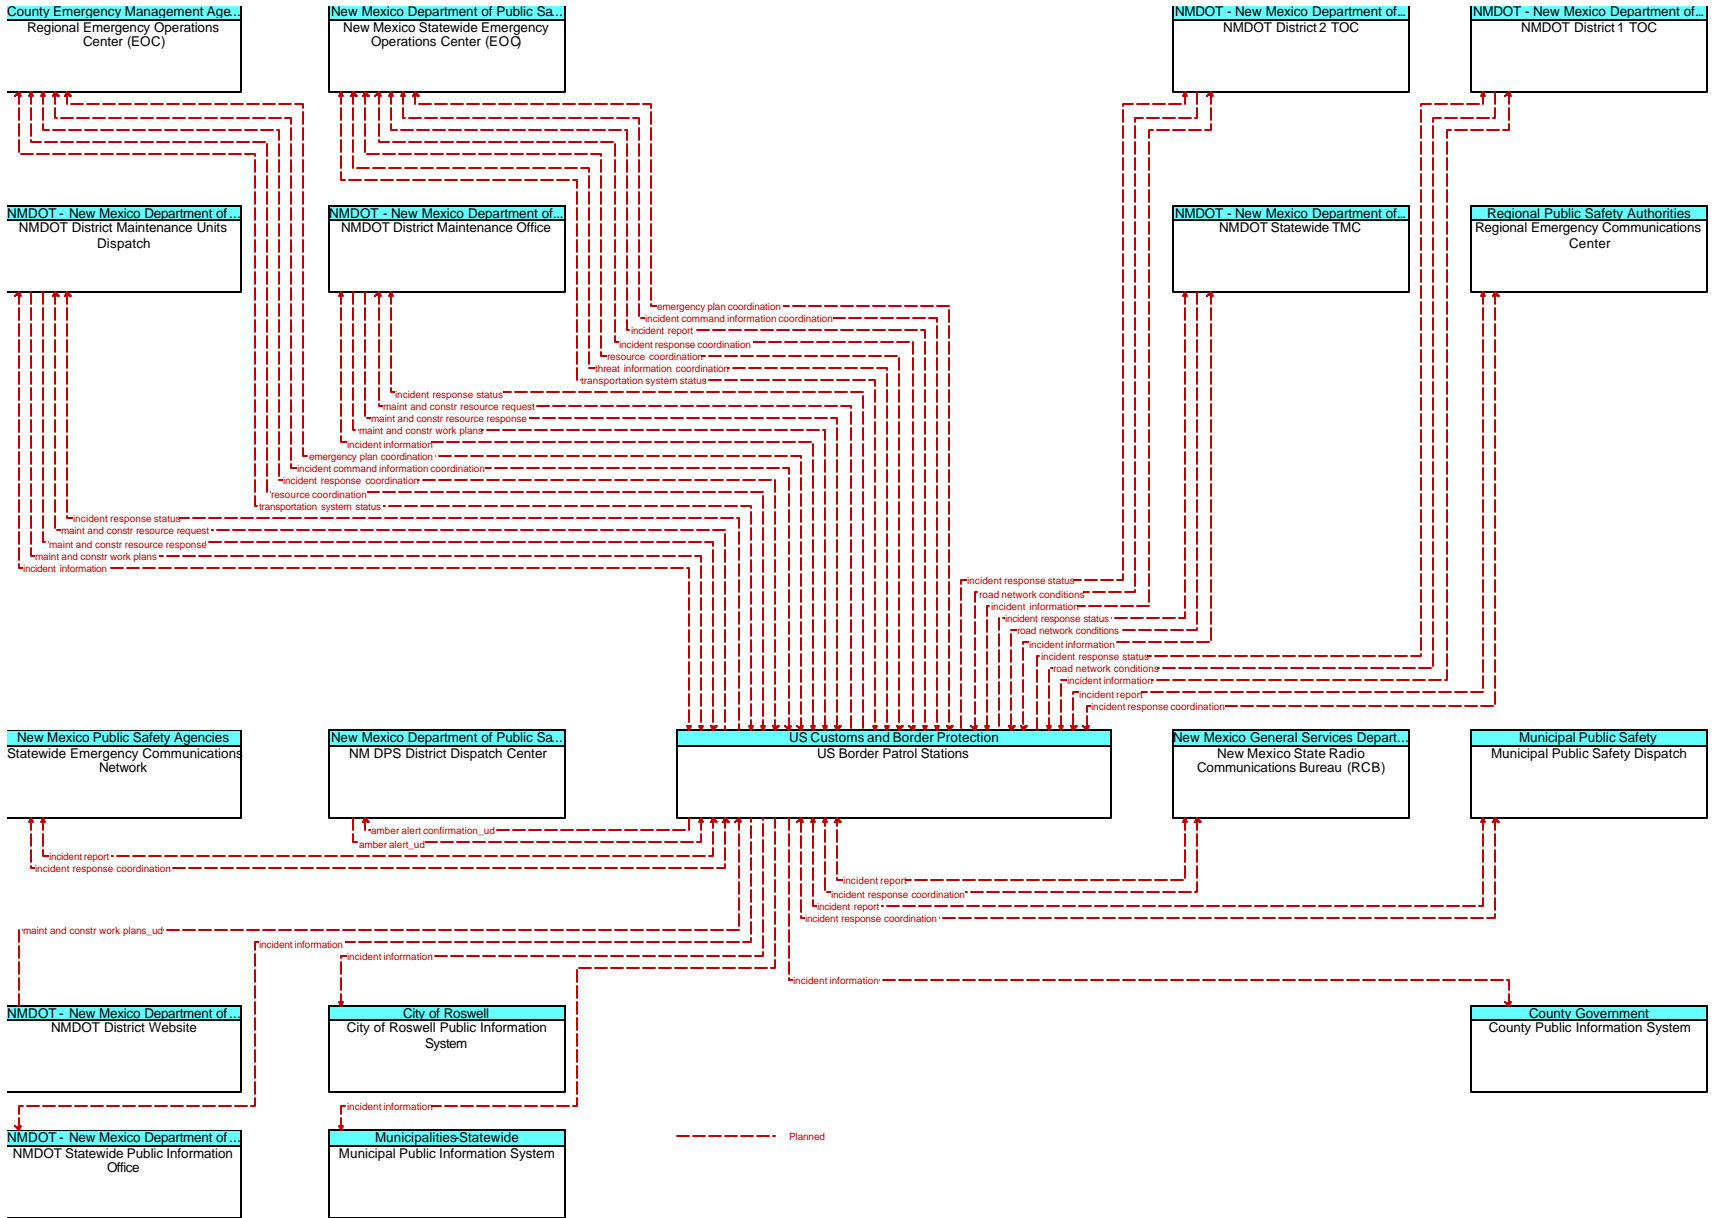 County Emergency Management Age...
Regional Emergency Operations
Center (EOC)
New Mexico Department of Public Sa...
New Mexico Statewide Emergency
Operations Center (EOC)
NMDOT - New Mexico Department of...
NMDOT District 2 TOC
NMDOT - New Mexico Department of...
NMDOT District 1 TOC
NMDOT - New Mexico Department of...
NMDOT District Maintenance Units
Dispatch
NMDOT - New Mexico Department of...
NMDOT District Maintenance Office
NMDOT - New Mexico Department of...
NMDOT Statewide TMC
Regional Public Safety Authorities
Regional Emergency Communications
Center
emergency plan coordination
incident command information coordination
incident report
incident response coordination
resource coordination
threat information coordination
transportation system status
incident response status
maint and constr resource request
maint and constr resource response
maint and constr work plans
incident information
emergency plan coordination
incident command information coordination
incident response coordination
resource coordination
transportation system status
incident response status
maint and constr resource request
maint and constr resource response
maint and constr work plans
incident information
incident response status
road network conditions
incident information
incident response status
road network conditions
incident information
incident response status
road network conditions
incident information
incident report
incident response coordination
New Mexico Public Safety Agencies
Statewide Emergency Communications
Network
New Mexico Department of Public Sa...
NM DPS District Dispatch Center
US Customs and Border Protection
US Border Patrol Stations
New Mexico General Services Depart...
New Mexico State Radio
Communications Bureau (RCB)
Municipal Public Safety
Municipal Public Safety Dispatch
amber alert confirmation_ud
amber alert_ud
incident report
incident response coordination
incident report
incident response coordination
incident report
incident response coordination
maint and constr work plans_ud
incident information
incident information
incident information
NMDOT - New Mexico Department of...
NMDOT District Website
City of Roswell
City of Roswell Public Information
System
County Government
County Public Information System
incident information
NMDOT - New Mexico Department of...
NMDOT Statewide Public Information
Office
Municipalities-Statewide
Municipal Public Information System
Planned